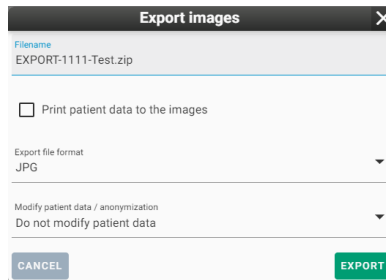 Export images
Filename
EXPORT-1111-Test.zip
Print patient data to the images
Export file format
JPG
Modify patient data / anonymization
Do not modify patient data
CANCEL
EXPORT